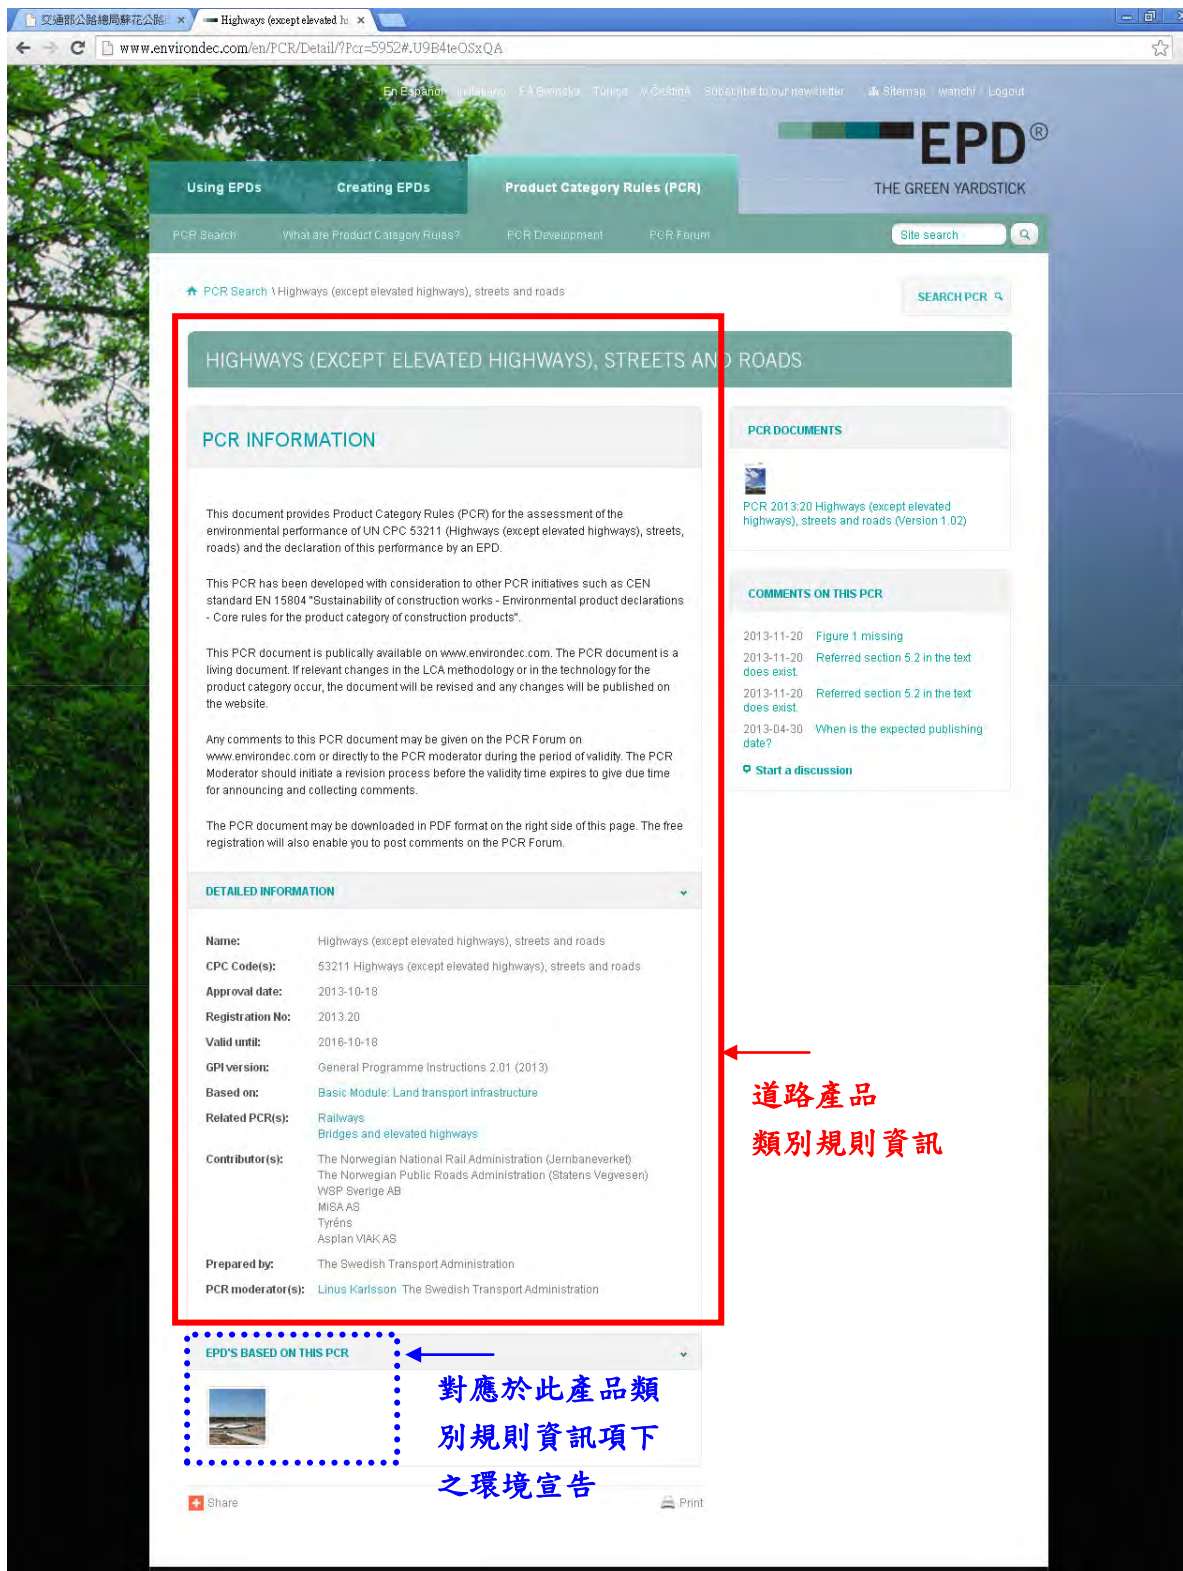 交通部公路總局蘇花公路
Highways (except elevated hi
www.environdec.com/en/PCR/Detail/?Pcr=5952#.U9B4teOSxQA
En Español
På Svenska
Türkçe
V Češtině
Subscribe to our newsletter
Sitemap
wanchi
Logout
EPD®
THE GREEN YARDSTICK
Using EPDs
Creating EPDs
Product Category Rules (PCR)
PCR Search
What are Product Category Rules?
PCR Development
PCR Forum
Site search
PCR Search \ Highways (except elevated highways), streets and roads
SEARCH PCR
HIGHWAYS (EXCEPT ELEVATED HIGHWAYS), STREETS AND ROADS
PCR INFORMATION
This document provides Product Category Rules (PCR) for the assessment of the
environmental performance of UN CPC 53211 (Highways (except elevated highways), streets,
roads) and the declaration of this performance by an EPD.
This PCR has been developed with consideration to other PCR initiatives such as CEN
standard EN 15804 "Sustainability of construction works - Environmental product declarations
- Core rules for the product category of construction products".
This PCR document is publically available on www.environdec.com. The PCR document is a
living document. If relevant changes in the LCA methodology or in the technology for the
product category occur, the document will be revised and any changes will be published on
the website.
Any comments to this PCR document may be given on the PCR Forum on
www.environdec.com or directly to the PCR moderator during the period of validity. The PCR
Moderator should initiate a revision process before the validity time expires to give due time
for announcing and collecting comments.
The PCR document may be downloaded in PDF format on the right side of this page. The free
registration will also enable you to post comments on the PCR Forum.
DETAILED INFORMATION
Name: Highways (except elevated highways), streets and roads
CPC Code(s): 53211 Highways (except elevated highways), streets and roads
Approval date: 2013-10-18
Registration No: 2013:20
Valid until: 2016-10-18
GPI version: General Programme Instructions 2.01 (2013)
Based on: Basic Module: Land transport infrastructure
Related PCR(s): Railways
Bridges and elevated highways
Contributor(s): The Norwegian National Rail Administration (Jernbaneverket)
The Norwegian Public Roads Administration (Statens Vegvesen)
WSP Sverige AB
MiSA AS
Tyréns
Asplan VIAK AS
Prepared by: The Swedish Transport Administration
PCR moderator(s): Linus Karlsson The Swedish Transport Administration
EPD'S BASED ON THIS PCR
Share
Print
PCR DOCUMENTS
PCR 2013:20 Highways (except elevated
highways), streets and roads (Version 1.02)
COMMENTS ON THIS PCR
2013-11-20 Figure 1 missing
2013-11-20 Referred section 5.2 in the text
does exist.
2013-11-20 Referred section 5.2 in the text
does exist.
2013-04-30 When is the expected publishing
date?
Start a discussion
道路產品
類別規則資訊
對應於此產品類
別規則資訊項下
之環境宣告